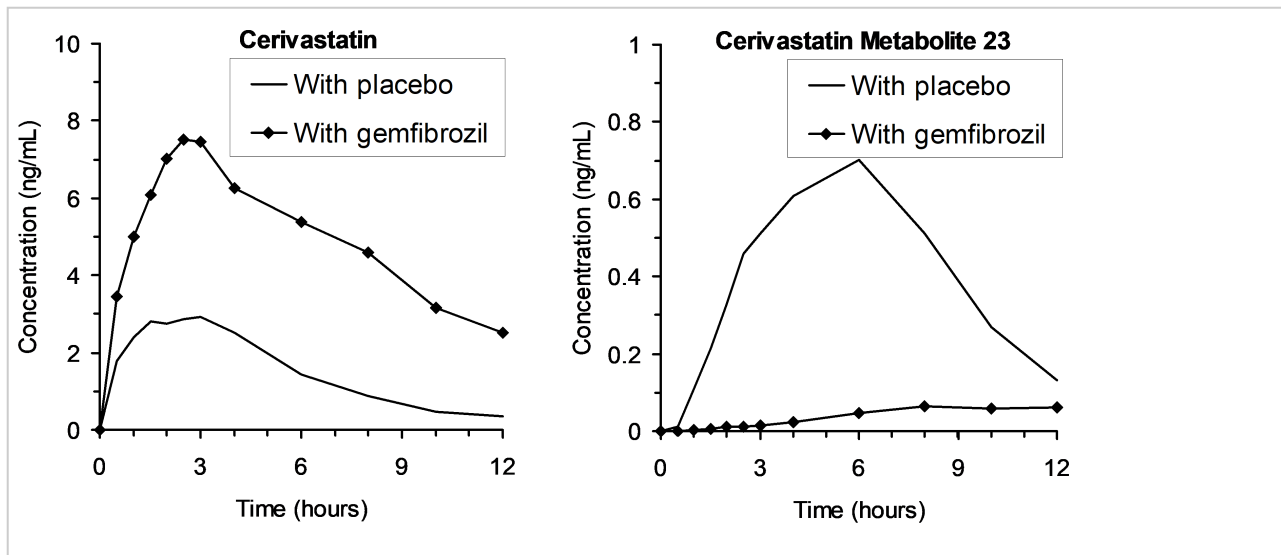 Cerivastatin
With placebo
With gemfibrozil
Concentration (ng/mL)
10
8
6
4
2
0
0 3 6 9 12
Time (hours)
Cerivastatin Metabolite 23
With placebo
With gemfibrozil
Concentration (ng/mL)
1
0.8
0.6
0.4
0.2
0
0 3 6 9 12
Time (hours)